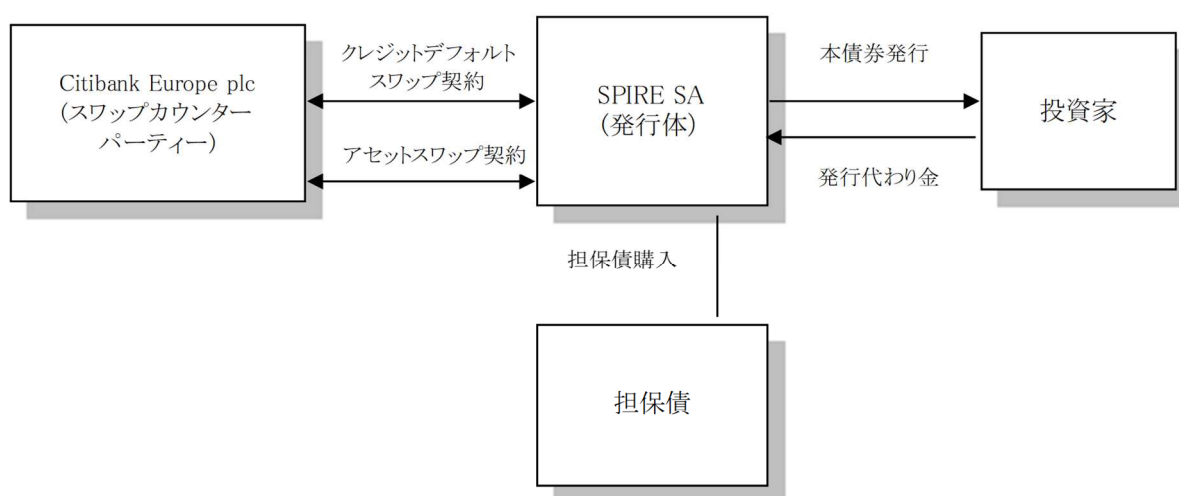 Citibank Europe plc
(スワップカウンター
パーティー)
クレジットデフォルト
スワップ契約
アセットスワップ契約
SPIRE SA
(発行体)
本債券発行
発行代わり金
投資家
担保債購入
担保債